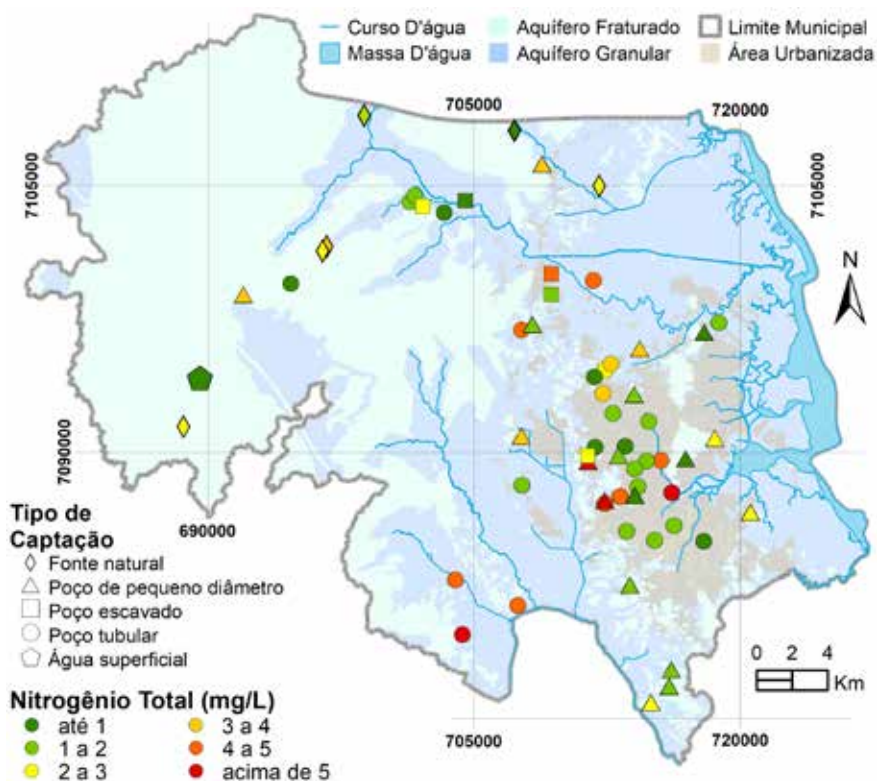 Curso D'água
Aquífero Fraturado
Limite Municipal
Massa D'água
Aquífero Granular
Área Urbanizada
705000
720000
7105000
7105000
N
7090000
7090000
690000
Tipo de
Captação
Fonte natural
Poço de pequeno diâmetro
Poço escavado
Poço tubular
Água superficial
0 2 4
Km
Nitrogênio Total (mg/L)
até 1
3 a 4
1 a 2
4 a 5
2 a 3
acima de 5
705000
720000